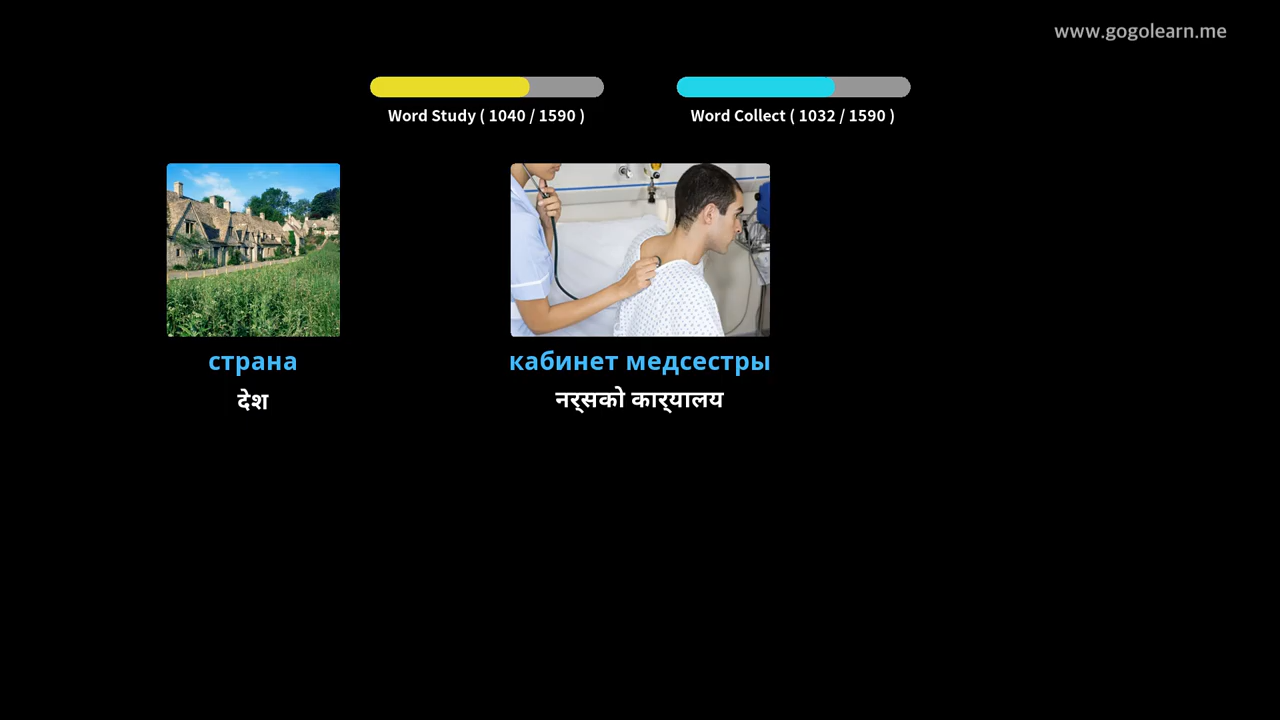 www.gogolearn.me
Word Study ( 1040 / 1590 )
Word Collect ( 1032 / 1590 )
страна
देश
кабинет медсестры
नर्सको कार्यालय